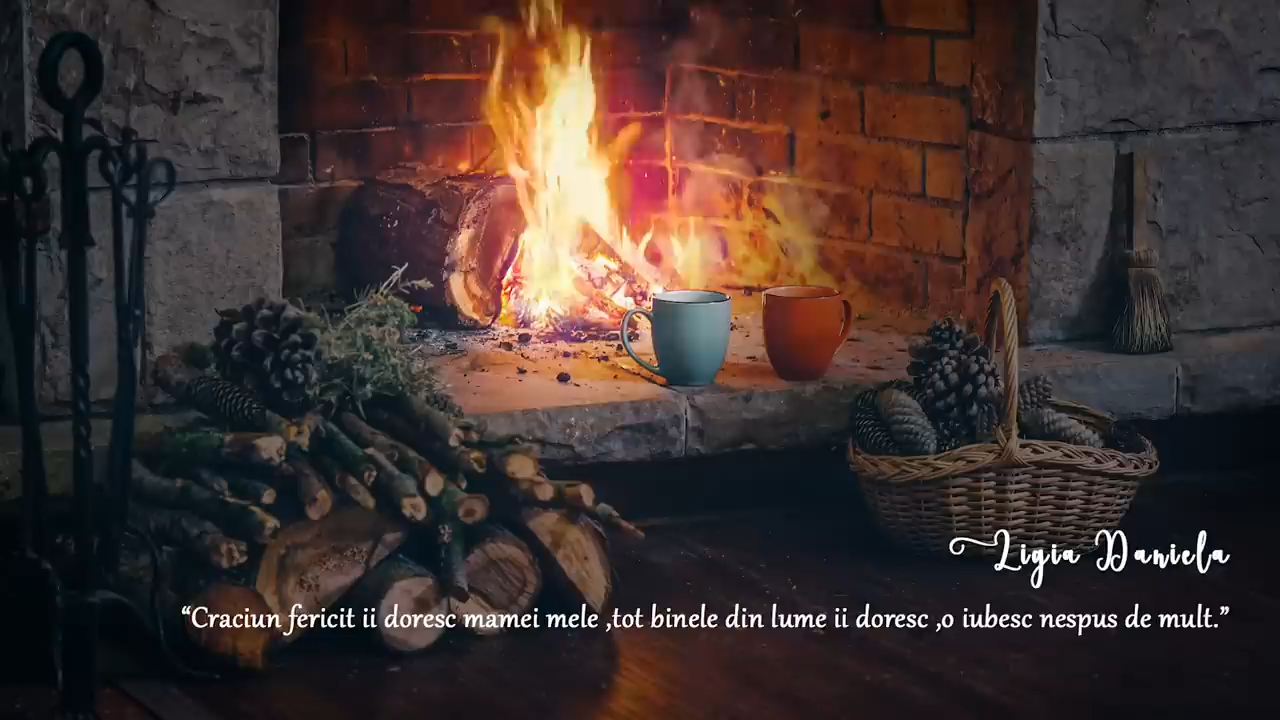 Ligia Daniela
“Craciun fericit ii doresc mamei mele ,tot binele din lume ii doresc ,o iubesc nespus de mult.”